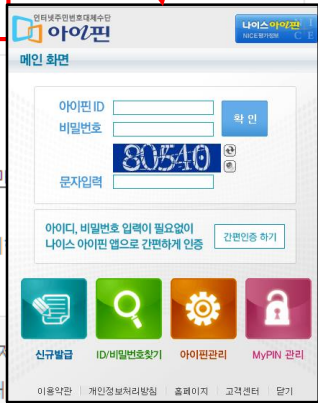 인터넷주민번호대체수단
아이핀
나이스아이핀
NICE평가정보
메인 화면
아이핀 ID
비밀번호
확 인
80540
문자입력
아이디, 비밀번호 입력이 필요없이
나이스 아이핀 앱으로 간편하게 인증
간편인증 하기
신규발급
ID/비밀번호찾기
아이핀관리
MyPIN 관리
이용약관
개인정보처리방침
홈페이지
고객센터
닫기